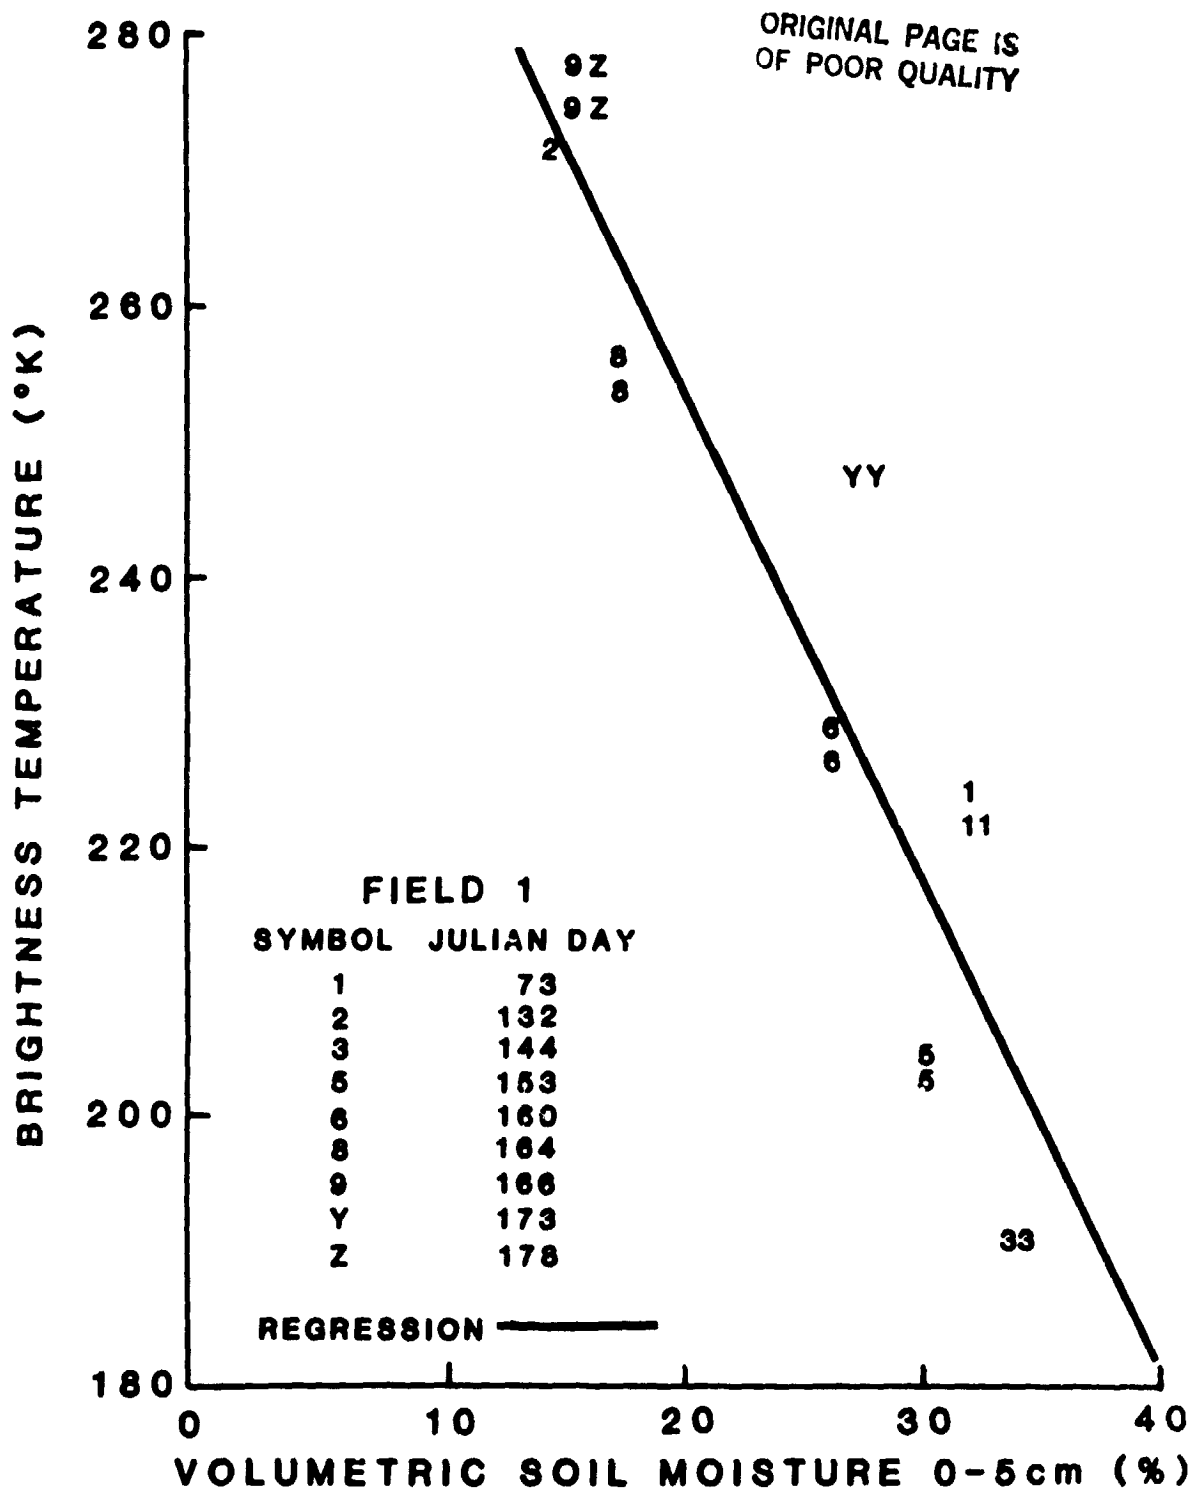 ORIGINAL PAGE IS
OF POOR QUALITY
280
9 Z
9 Z
2
260
8
8
YY
240
6
6
1
11
220
FIELD 1
SYMBOL JULIAN DAY
1 73
2 132
3 144
5 153
6 160
8 164
9 166
Y 173
Z 178
5
5
200
33
REGRESSION
180
0 10 20 30 40
VOLUMETRIC SOIL MOISTURE 0-5cm (%)
BRIGHTNESS TEMPERATURE (°K)